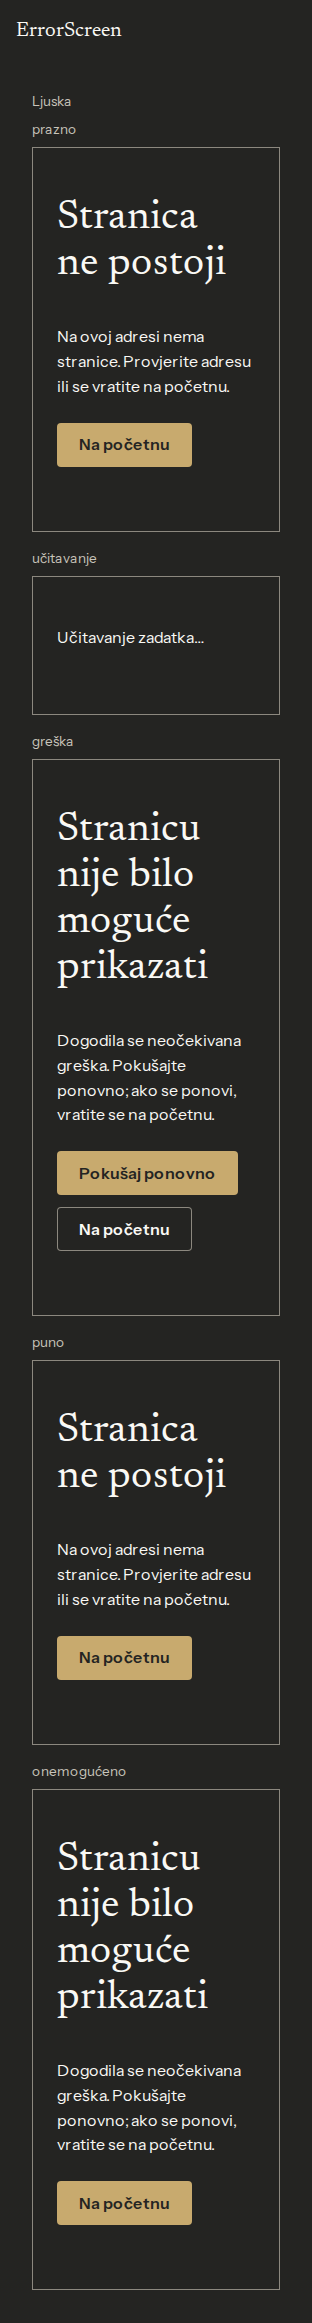 ErrorScreen
Ljuska
prazno
Stranica
ne postoji
Na ovoj adresi nema
stranice. Provjerite adresu
ili se vratite na početnu.
Na početnu
učitavanje
Učitavanje zadatka…
greška
Stranicu
nije bilo
moguće
prikazati
Dogodila se neočekivana
greška. Pokušajte
ponovno; ako se ponovi,
vratite se na početnu.
Pokušaj ponovno
Na početnu
puno
Stranica
ne postoji
Na ovoj adresi nema
stranice. Provjerite adresu
ili se vratite na početnu.
Na početnu
onemogućeno
Stranicu
nije bilo
moguće
prikazati
Dogodila se neočekivana
greška. Pokušajte
ponovno; ako se ponovi,
vratite se na početnu.
Na početnu